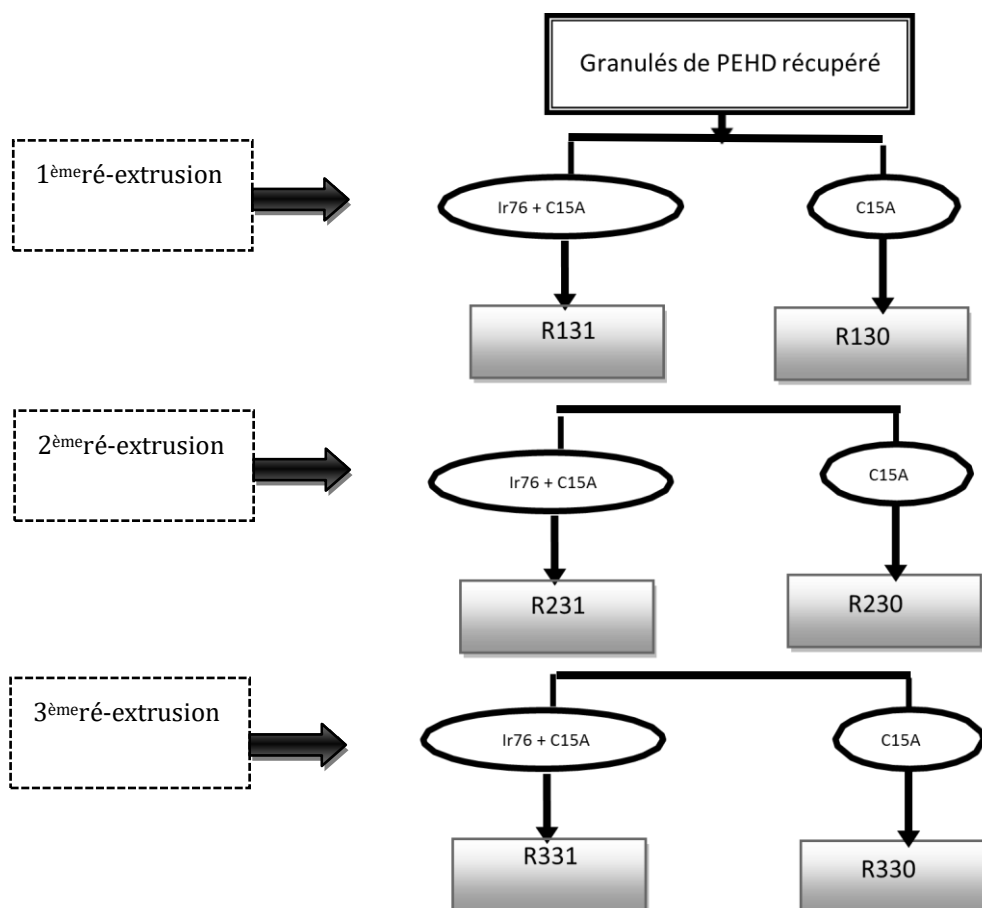 Granulés de PEHD récupéré
1èmeré-extrusion
Ir76 + C15A
C15A
R131
R130
2èmeré-extrusion
Ir76 + C15A
C15A
R231
R230
3èmeré-extrusion
Ir76 + C15A
C15A
R331
R330